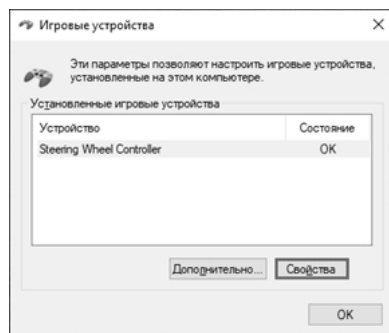 Игровые устройства
Эти параметры позволяют настроить игровые устройства,
установленные на этом компьютере.
Установленные игровые устройства
Устройство Состояние
Steering Wheel Controller OK
Дополнительно... Свойства
OK